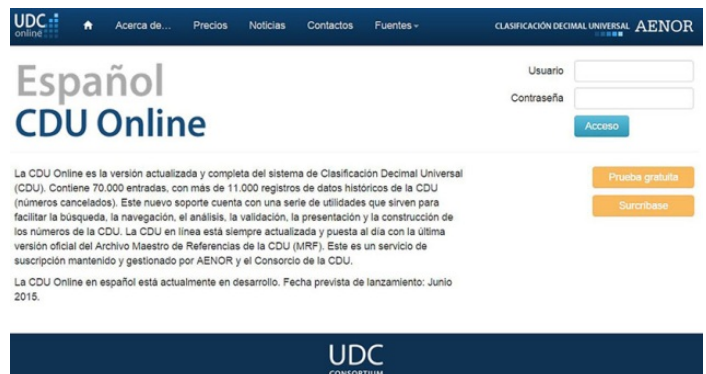 UDC
online
Acerca de...
Precios
Noticias
Contactos
Fuentes
CLASIFICACIÓN DECIMAL UNIVERSAL AENOR
Español
CDU Online
Usuario
Contraseña
Acceso
La CDU Online es la versión actualizada y completa del sistema de Clasificación Decimal Universal
(CDU). Contiene 70.000 entradas, con más de 11.000 registros de datos históricos de la CDU
(números cancelados). Este nuevo soporte cuenta con una serie de utilidades que sirven para
facilitar la búsqueda, la navegación, el análisis, la validación, la presentación y la construcción de
los números de la CDU. La CDU en línea está siempre actualizada y puesta al día con la última
versión oficial del Archivo Maestro de Referencias de la CDU (MRF). Este es un servicio de
suscripción mantenido y gestionado por AENOR y el Consorcio de la CDU.
La CDU Online en español está actualmente en desarrollo. Fecha prevista de lanzamiento: Junio
2015.
Prueba gratuita
Surcríbase
UDC
CONSORTIUM